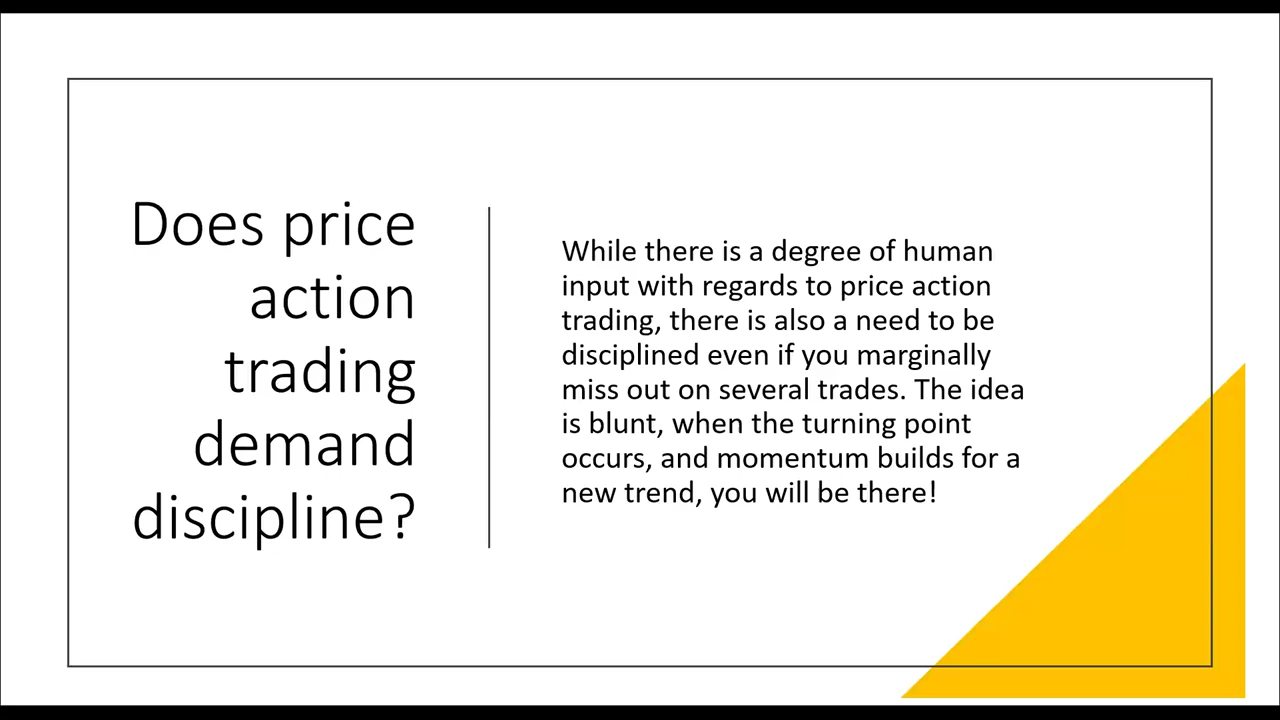 Does price
action
trading
demand
discipline?
While there is a degree of human
input with regards to price action
trading, there is also a need to be
disciplined even if you marginally
miss out on several trades. The idea
is blunt, when the turning point
occurs, and momentum builds for a
new trend, you will be there!